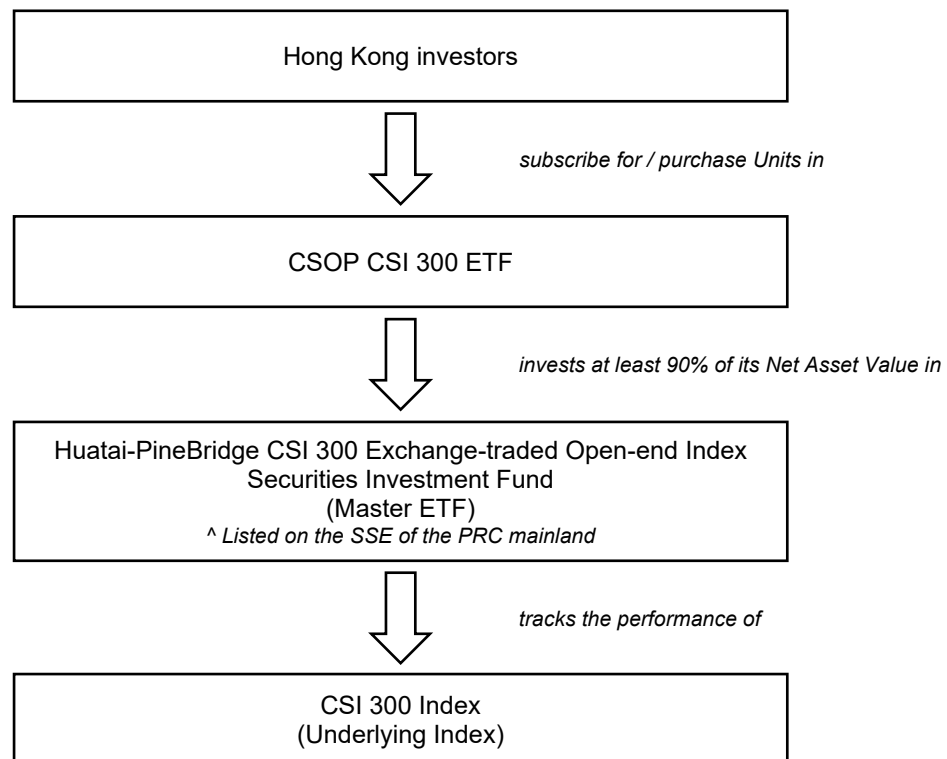 Hong Kong investors
subscribe for / purchase Units in
CSOP CSI 300 ETF
invests at least 90% of its Net Asset Value in
Huatai-PineBridge CSI 300 Exchange-traded Open-end Index
Securities Investment Fund
(Master ETF)
^ Listed on the SSE of the PRC mainland
tracks the performance of
CSI 300 Index
(Underlying Index)